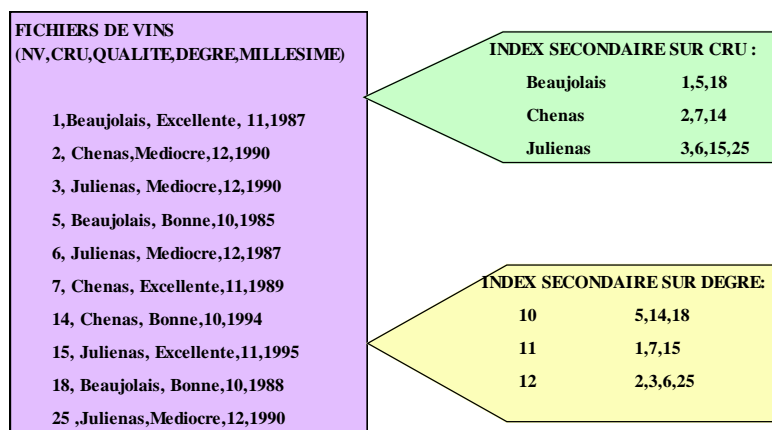 FICHIERS DE VINS
(NV,CRU,QUALITE,DEGRE,MILLESIME)
1,Beaujolais, Excellente, 11,1987
2, Chenas,Mediocre,12,1990
3, Julienas, Mediocre,12,1990
5, Beaujolais, Bonne,10,1985
6, Julienas, Mediocre,12,1987
7, Chenas, Excellente,11,1989
14, Chenas, Bonne,10,1994
15, Julienas, Excellente,11,1995
18, Beaujolais, Bonne,10,1988
25 ,Julienas,Mediocre,12,1990
INDEX SECONDAIRE SUR CRU :
Beaujolais 1,5,18
Chenas 2,7,14
Julienas 3,6,15,25
INDEX SECONDAIRE SUR DEGRE:
10 5,14,18
11 1,7,15
12 2,3,6,25